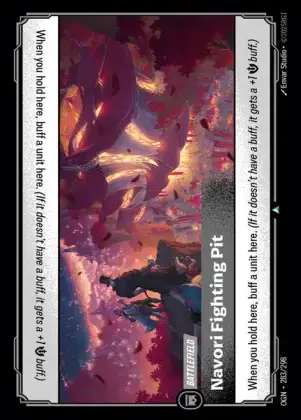 When you hold here, buff a unit here. (If it doesn't have a buff, it gets a +1 buff.)
BATTLEFIELD
Navori Fighting Pit
When you hold here, buff a unit here. (If it doesn't have a buff, it gets a +1 buff.)
OGN • 283/298
Envar Studio • ©2025 RGI